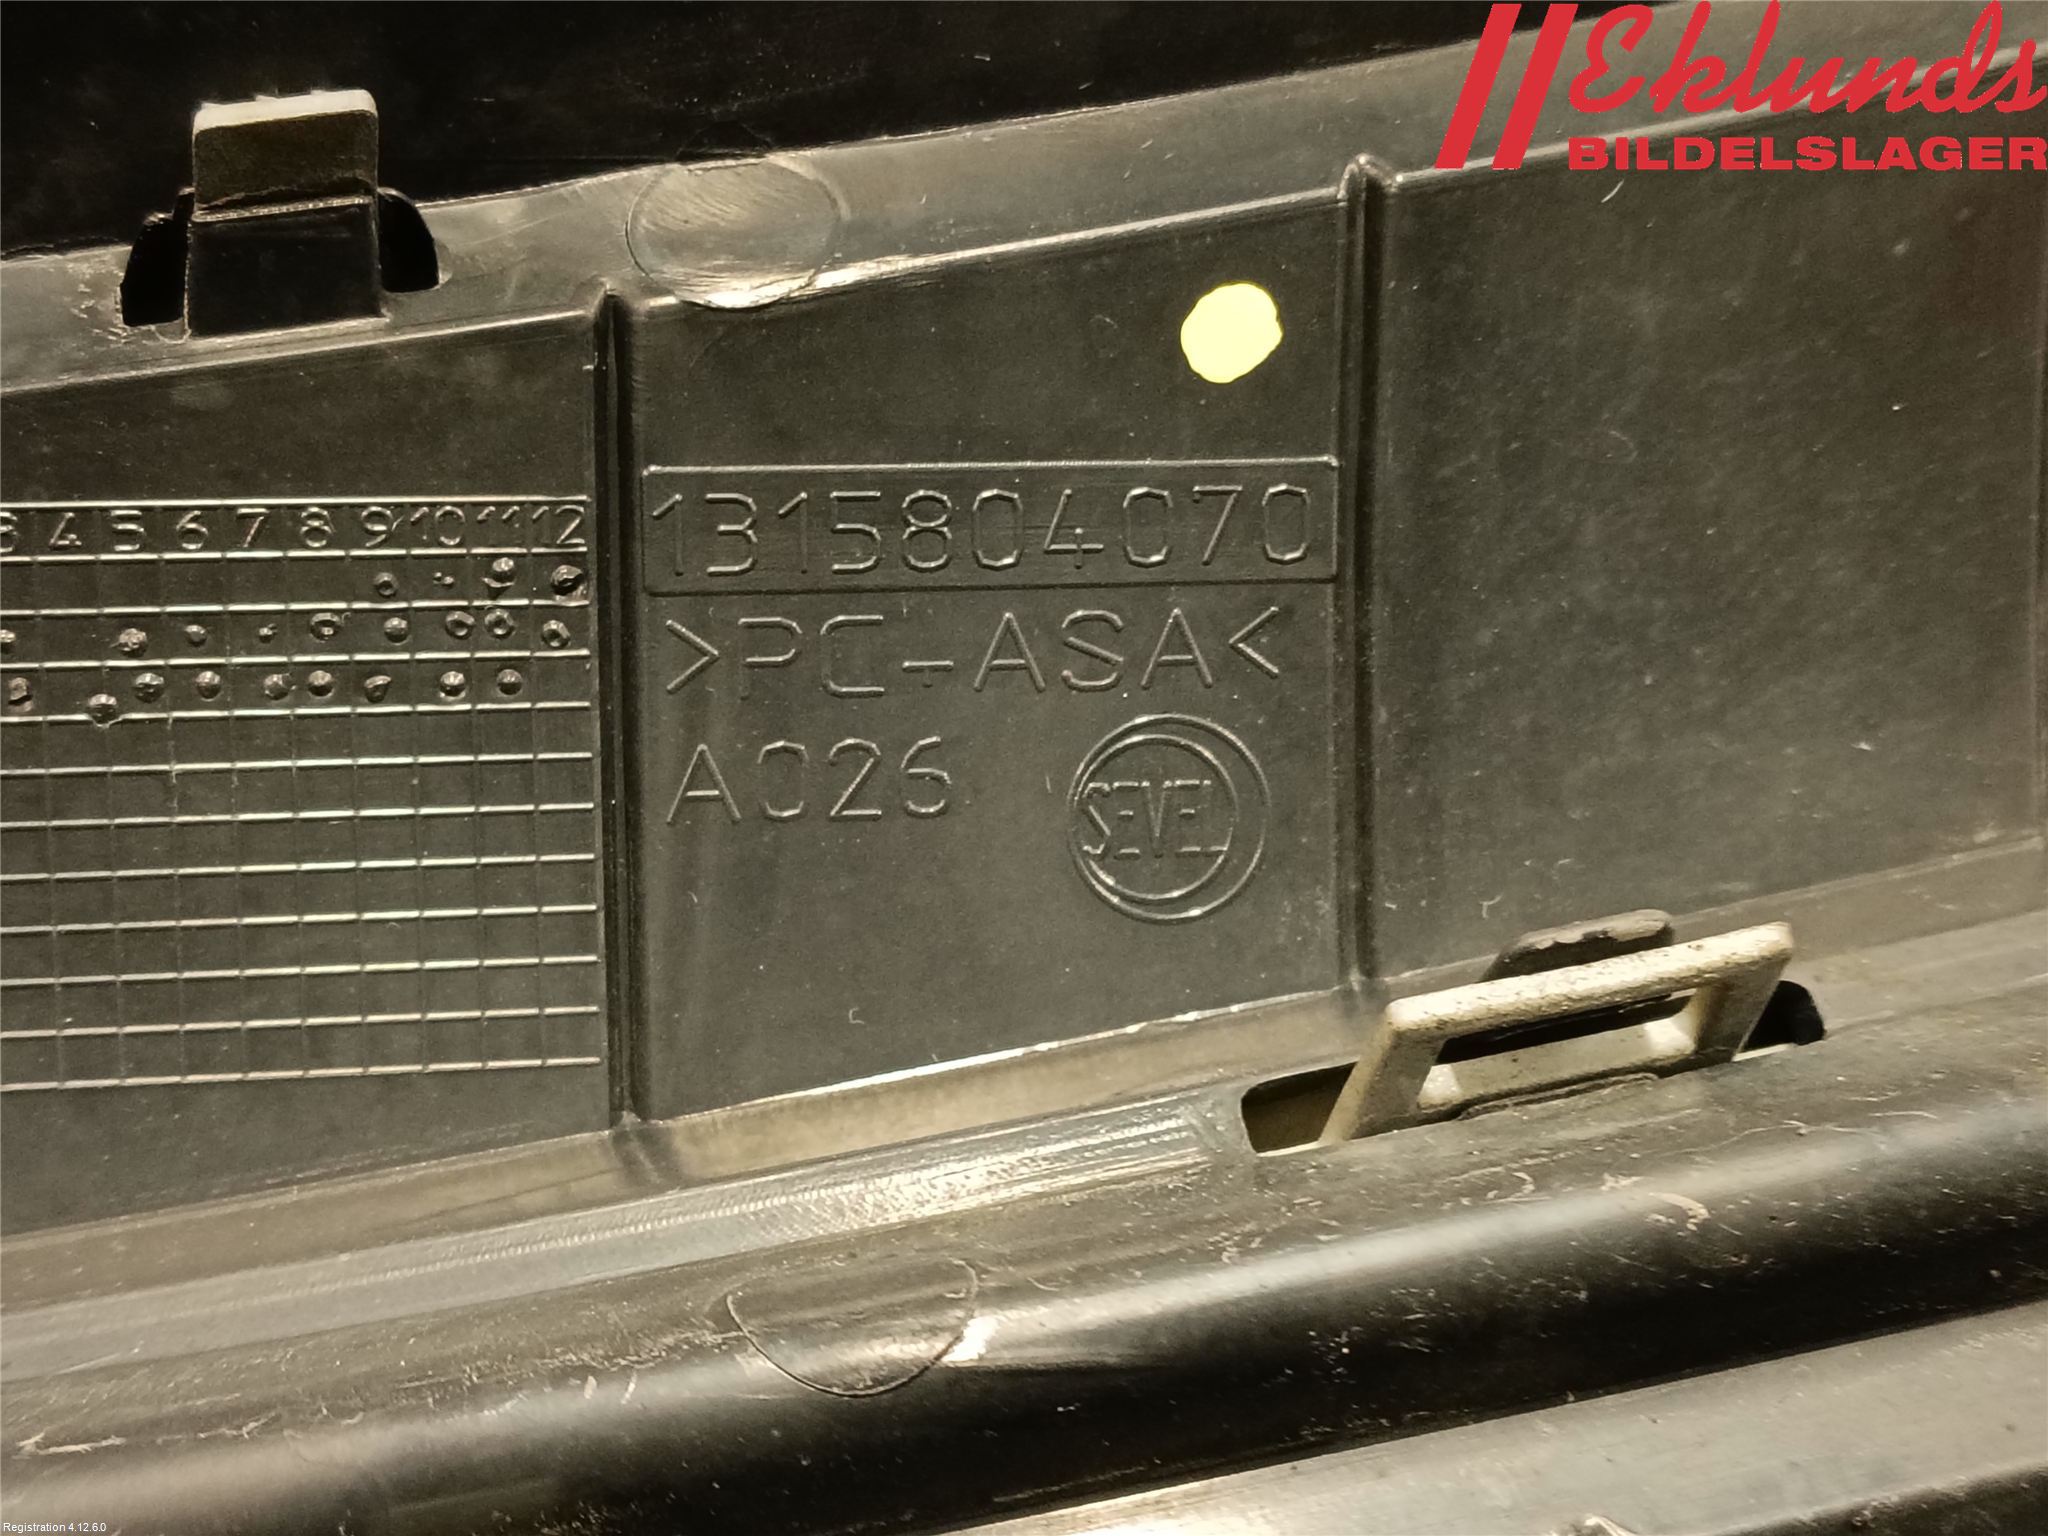 Eklunds
BILDELSLAGER
3 4 5 6 7 8 9 10 11 12
1315804070
>PC-ASA<
A026
SEVEL
Registration 4.12.6.0